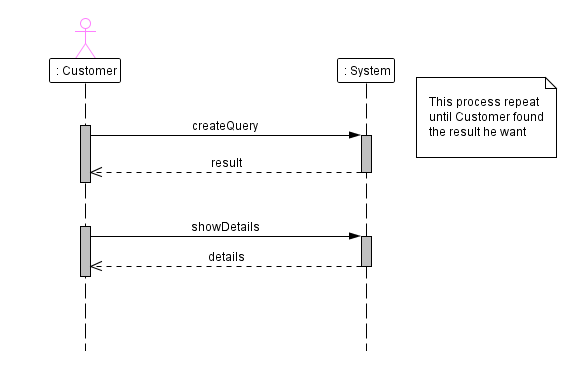 : Customer
: System
This process repeat
until Customer found
the result he want
createQuery
result
showDetails
details